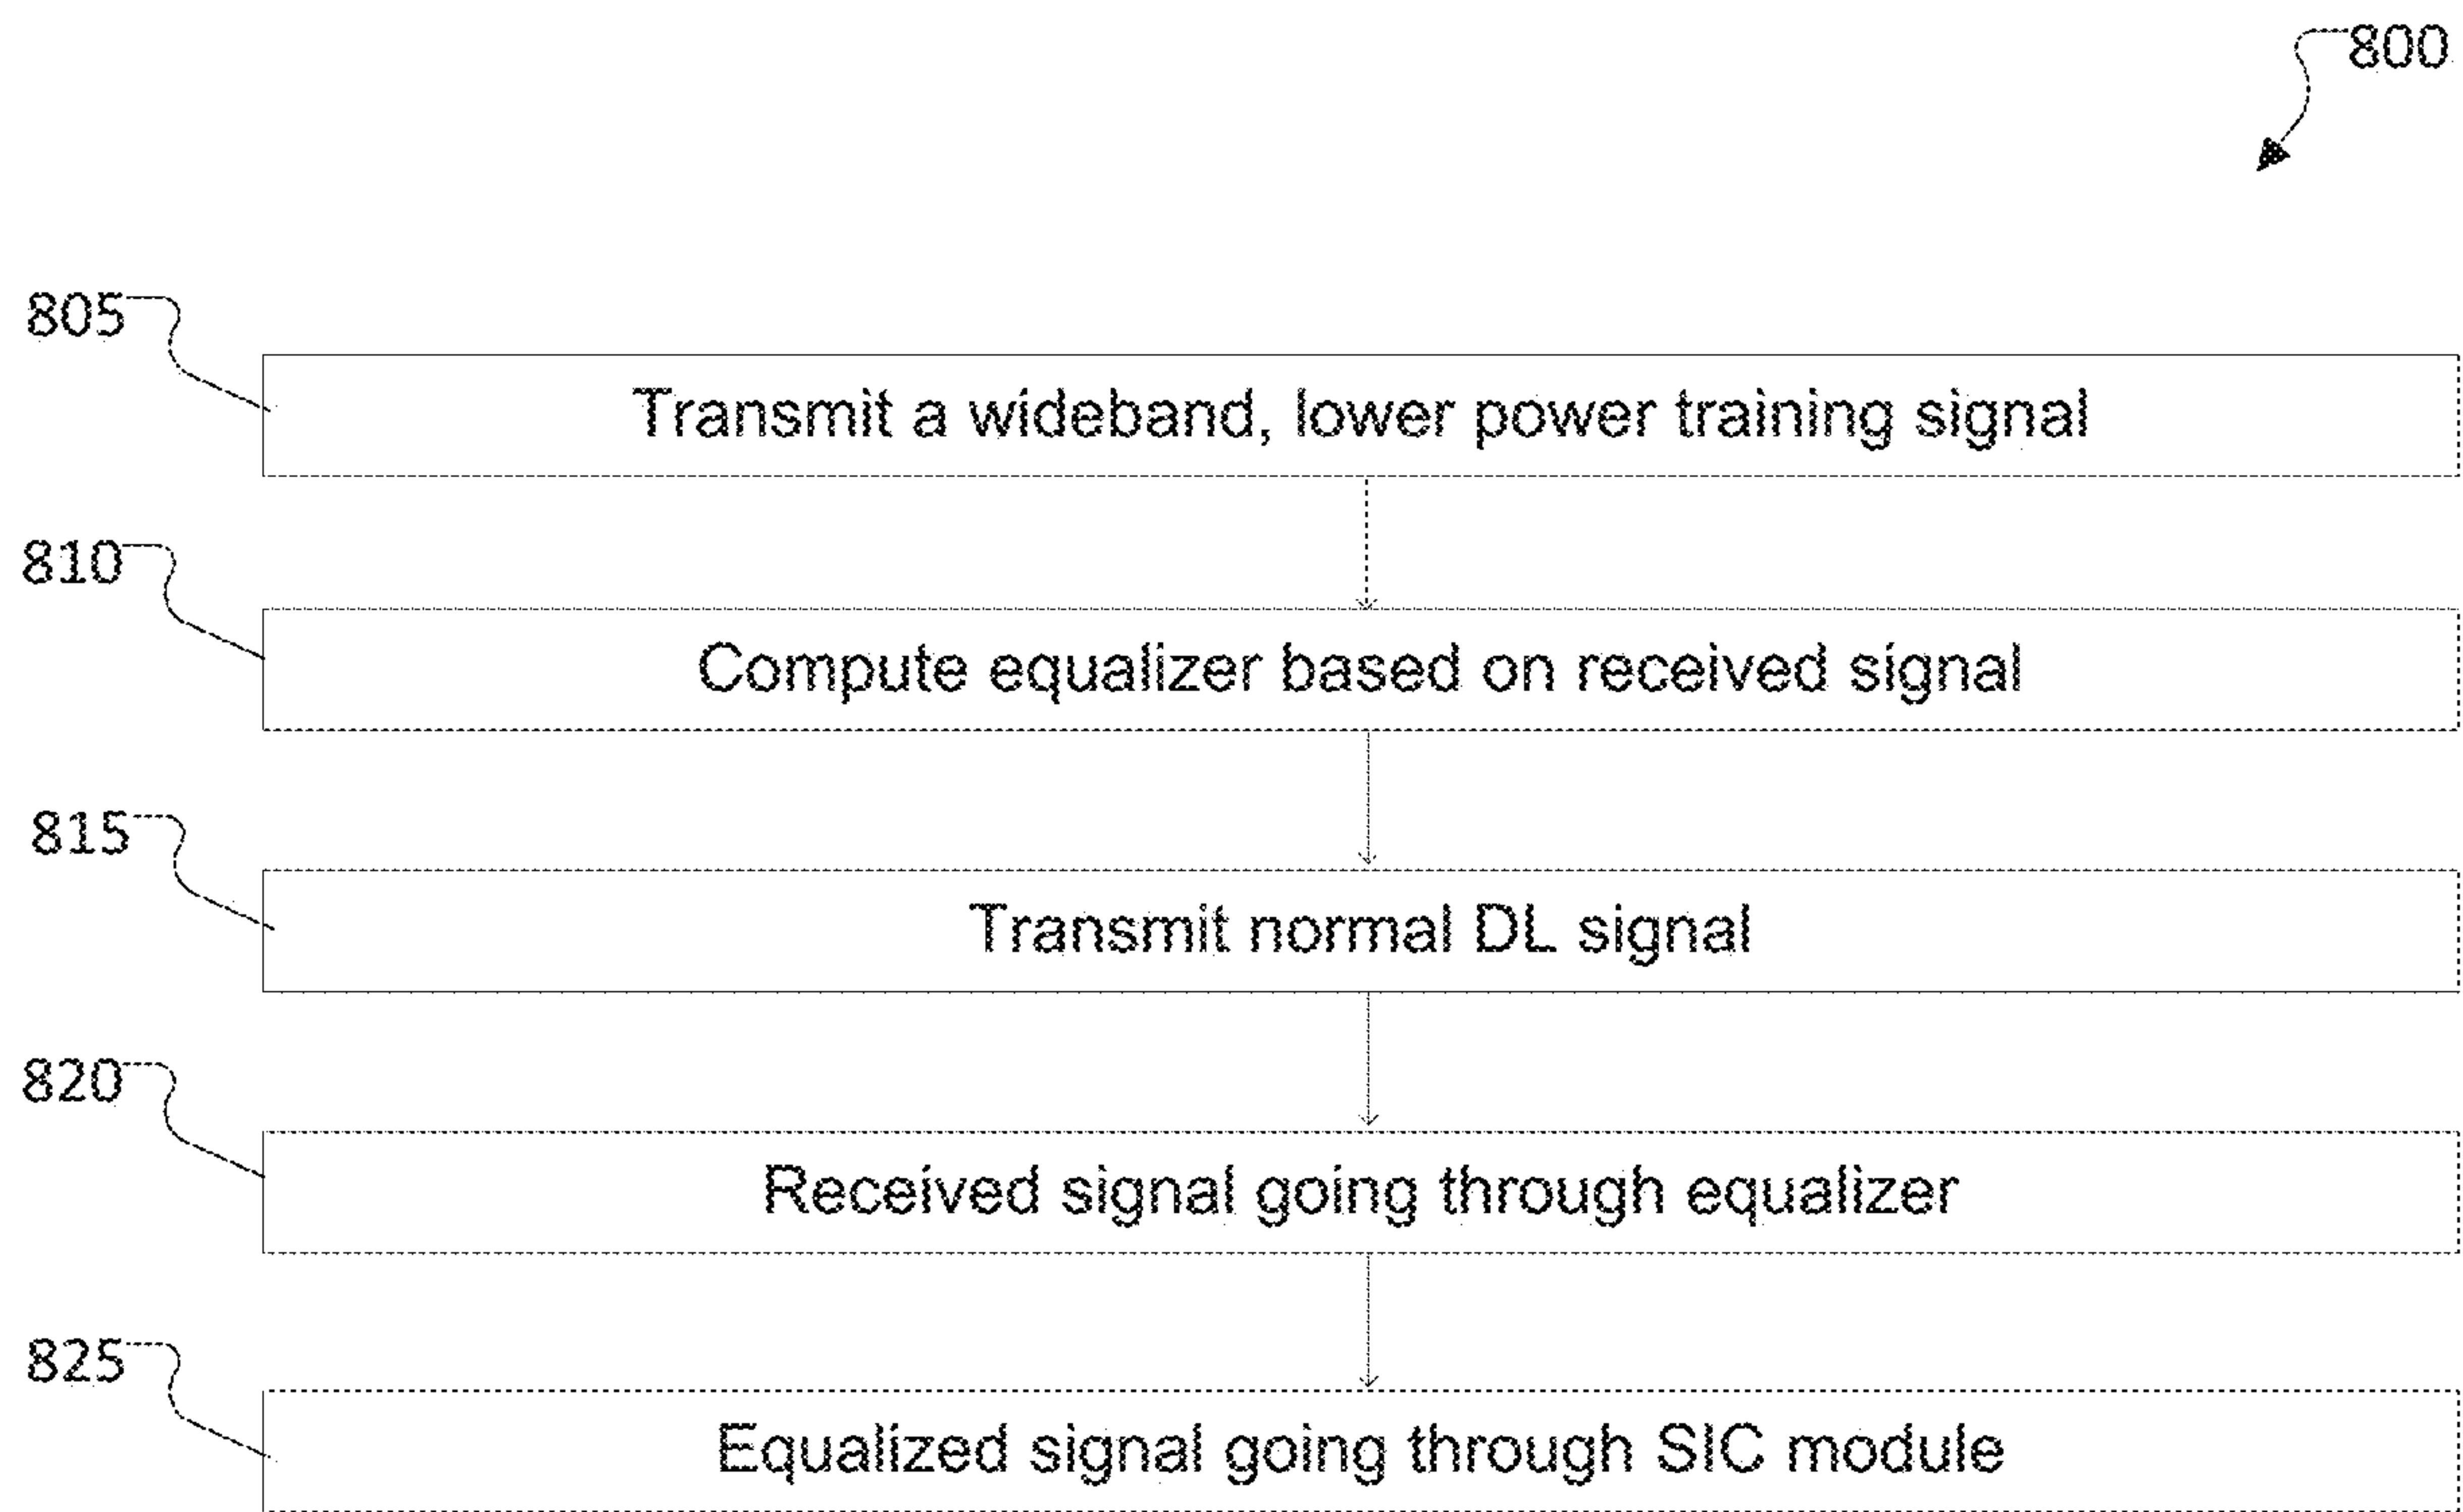 800
805
Transmit a wideband, lower power training signal
810
Compute equalizer based on received signal
815
Transmit normal DL signal
820
Received signal going through equalizer
825
Equalized signal going through SIC module